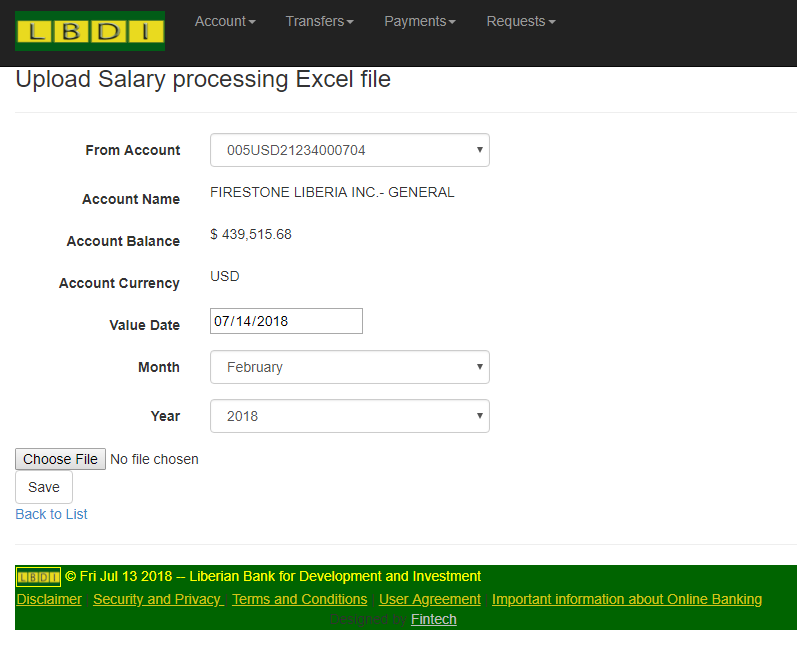 LBDI Account Transfers Payments Requests
Upload Salary processing Excel file
From Account 005USD21234000704
Account Name FIRESTONE LIBERIA INC.- GENERAL
Account Balance $ 439,515.68
Account Currency USD
Value Date 07/14/2018
Month February
Year 2018
Choose File No file chosen
Save
Back to List
LBDI © Fri Jul 13 2018 -- Liberian Bank for Development and Investment
Disclaimer | Security and Privacy | Terms and Conditions | User Agreement | Important information about Online Banking
Designed by Fintech